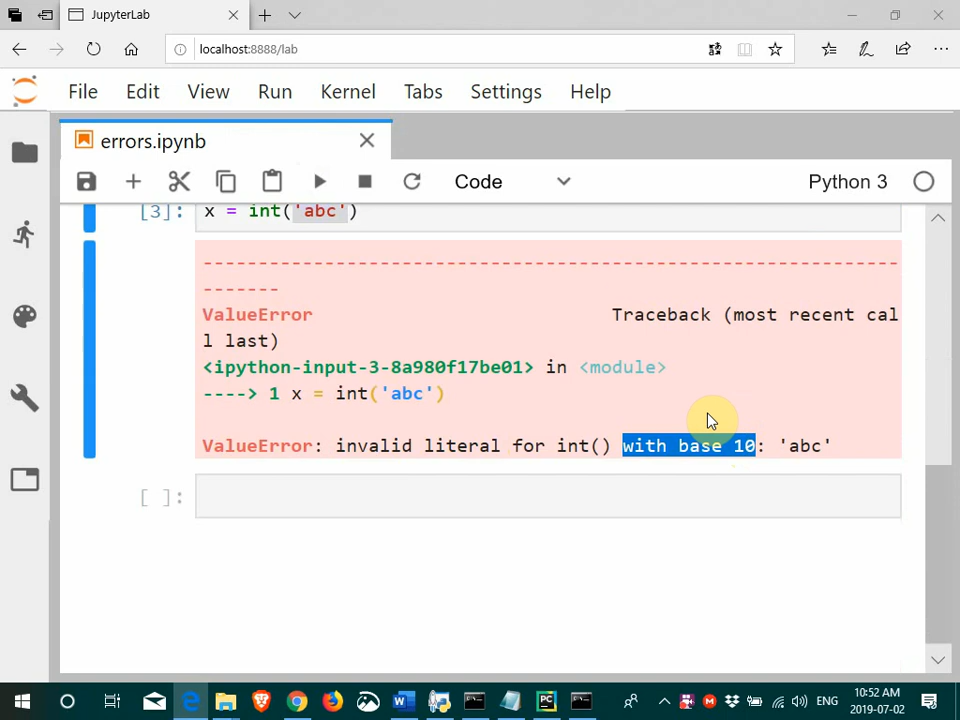 JupyterLab
localhost:8888/lab
File Edit View Run Kernel Tabs Settings Help
errors.ipynb
Code Python 3
[3]: x = int('abc')
---------------------------------------------------------------
-------
ValueError Traceback (most recent cal
l last)
<ipython-input-3-8a980f17be01> in <module>
----> 1 x = int('abc')
ValueError: invalid literal for int() with base 10: 'abc'
[ ]:
ENG
10:52 AM
2019-07-02